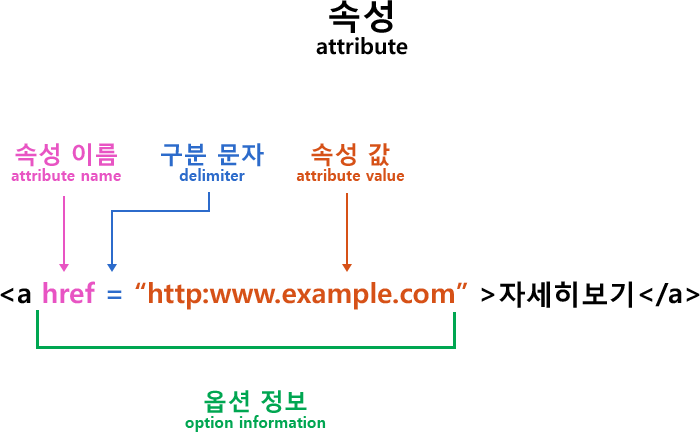 속성
attribute
속성 이름
attribute name
구분 문자
delimiter
속성 값
attribute value
<a href = “http:www.example.com” >자세히보기</a>
옵션 정보
option information